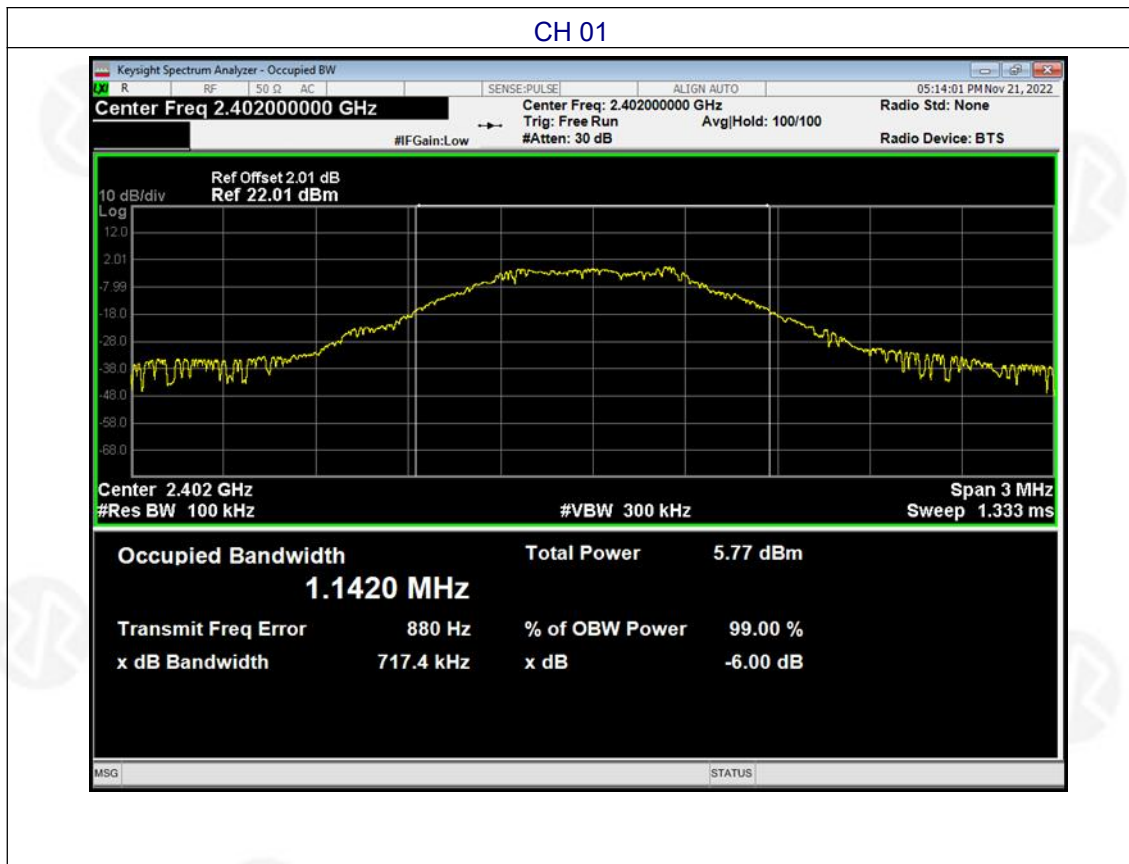 CH 01
Keysight Spectrum Analyzer - Occupied BW
LXI R RF 50 Ω AC SENSE:PULSE ALIGN AUTO 05:14:01 PM Nov 21, 2022
Center Freq 2.402000000 GHz Center Freq: 2.402000000 GHz Radio Std: None
Trig: Free Run Avg|Hold: 100/100
#IFGain:Low #Atten: 30 dB Radio Device: BTS
Ref Offset 2.01 dB
10 dB/div Ref 22.01 dBm
Log
12.0
2.01
-7.99
-18.0
-28.0
-38.0
-48.0
-58.0
-68.0
Center 2.402 GHz Span 3 MHz
#Res BW 100 kHz #VBW 300 kHz Sweep 1.333 ms
Occupied Bandwidth Total Power 5.77 dBm
1.1420 MHz
Transmit Freq Error 880 Hz % of OBW Power 99.00 %
x dB Bandwidth 717.4 kHz x dB -6.00 dB
MSG STATUS